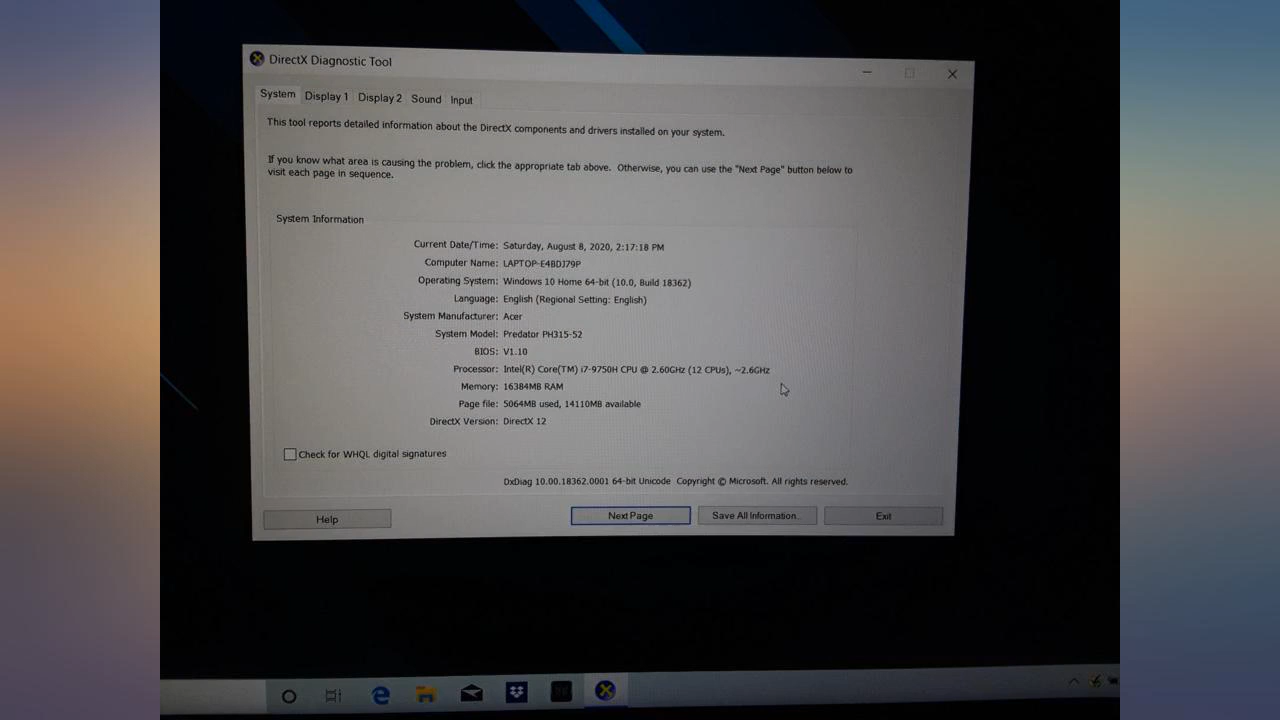 DirectX Diagnostic Tool
System Display 1 Display 2 Sound Input
This tool reports detailed information about the DirectX components and drivers installed on your system.
If you know what area is causing the problem, click the appropriate tab above.  Otherwise, you can use the "Next Page" button below to
visit each page in sequence.
System Information
Current Date/Time: Saturday, August 8, 2020, 2:17:18 PM
Computer Name: LAPTOP-E4BDJ79P
Operating System: Windows 10 Home 64-bit (10.0, Build 18362)
Language: English (Regional Setting: English)
System Manufacturer: Acer
System Model: Predator PH315-52
BIOS: V1.10
Processor: Intel(R) Core(TM) i7-9750H CPU @ 2.60GHz (12 CPUs), ~2.6GHz
Memory: 16384MB RAM
Page file: 5064MB used, 14110MB available
DirectX Version: DirectX 12
Check for WHQL digital signatures
DxDiag 10.00.18362.0001 64-bit Unicode  Copyright © Microsoft. All rights reserved.
Help Next Page Save All Information... Exit